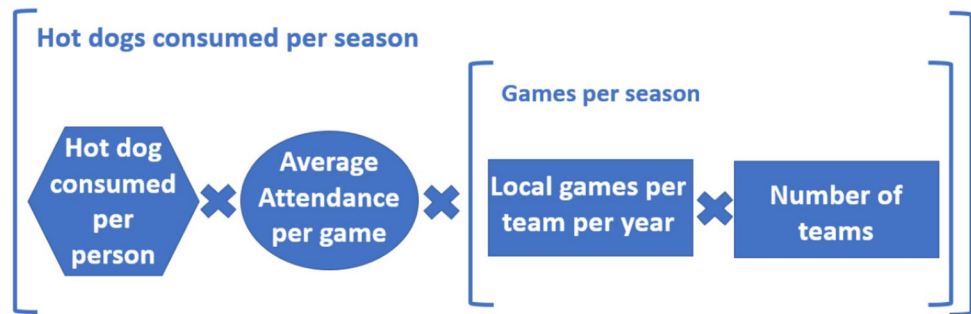 Hot dogs consumed per season
Games per season
Hot dog
consumed
per
person
Average
Attendance
per game
Local games per
team per year
Number of
teams